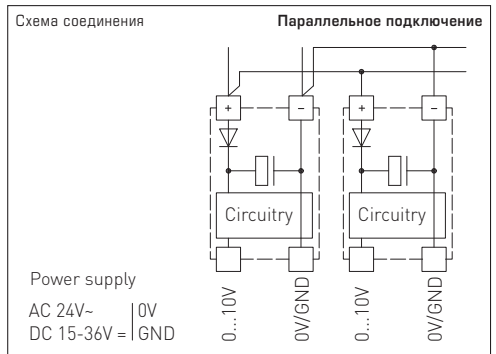 Схема соединения
Параллельное подключение
+ – + –
Circuitry Circuitry
Power supply
AC 24V~ 0V
DC 15-36V = GND
0...10V
0V/GND
0...10V
0V/GND